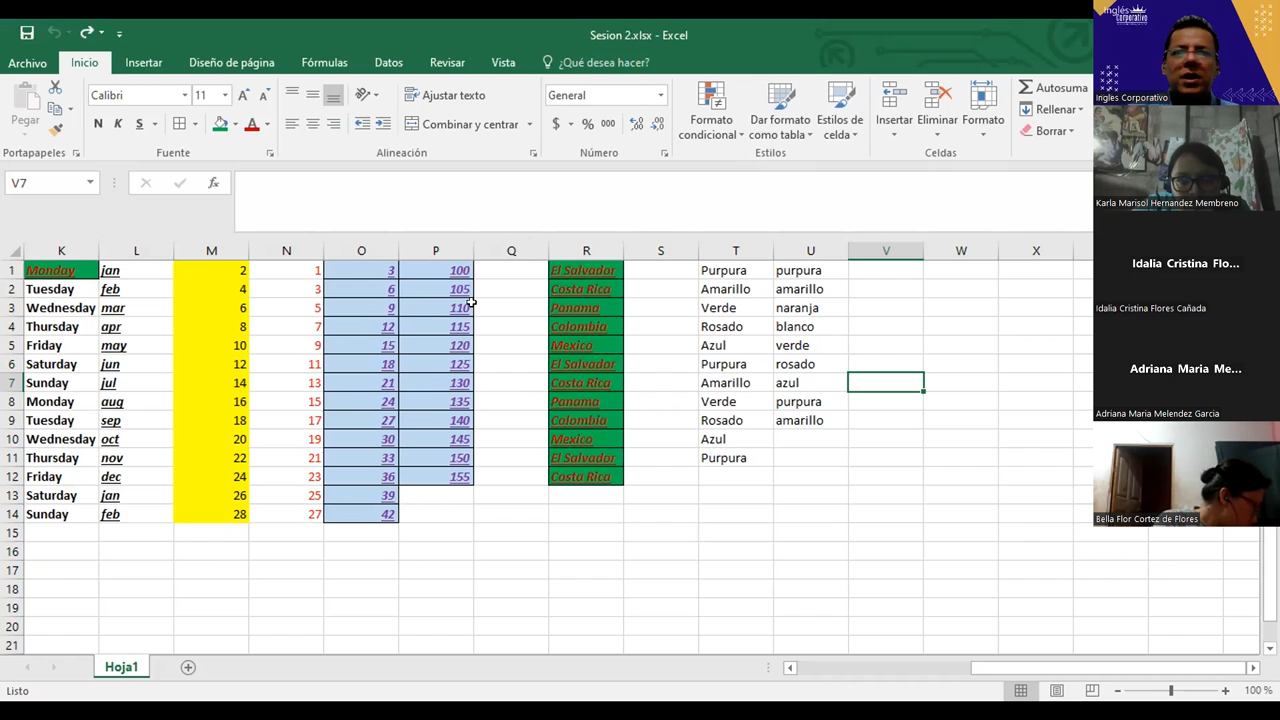 Sesion 2.xlsx - Excel
Archivo Inicio Insertar Diseño de página Fórmulas Datos Revisar Vista ¿Qué desea hacer?
Pegar
Calibri 11
N K S
Ajustar texto
Combinar y centrar
General
$ % 000
Formato condicional
Dar formato como tabla
Estilos de celda
Insertar Eliminar Formato
Autosuma
Rellenar
Borrar
Portapapeles Fuente Alineación Número Estilos Celdas
V7 fx
K L M N O P Q R S T U V W X
1 Monday jan 2 1 3 100 El Salvador Purpura purpura
2 Tuesday feb 4 3 6 105 Costa Rica Amarillo amarillo
3 Wednesday mar 6 5 9 110 Panama Verde naranja
4 Thursday apr 8 7 12 115 Colombia Rosado blanco
5 Friday may 10 9 15 120 Mexico Azul verde
6 Saturday jun 12 11 18 125 El Salvador Purpura rosado
7 Sunday jul 14 13 21 130 Costa Rica Amarillo azul
8 Monday aug 16 15 24 135 Panama Verde purpura
9 Tuesday sep 18 17 27 140 Colombia Rosado amarillo
10 Wednesday oct 20 19 30 145 Mexico Azul
11 Thursday nov 22 21 33 150 El Salvador Purpura
12 Friday dec 24 23 36 155 Costa Rica
13 Saturday jan 26 25 39
14 Sunday feb 28 27 42
15
16
17
18
19
20
21
Hoja1
Listo
100 %
Inglés Corporativo
Ingles Corporativo
Karla Marisol Hernandez Membreno
Idalia Cristina Flo...
Idalia Cristina Flores Cañada
Adriana Maria Me...
Adriana Maria Melendez Garcia
Bella Flor Cortez de Flores